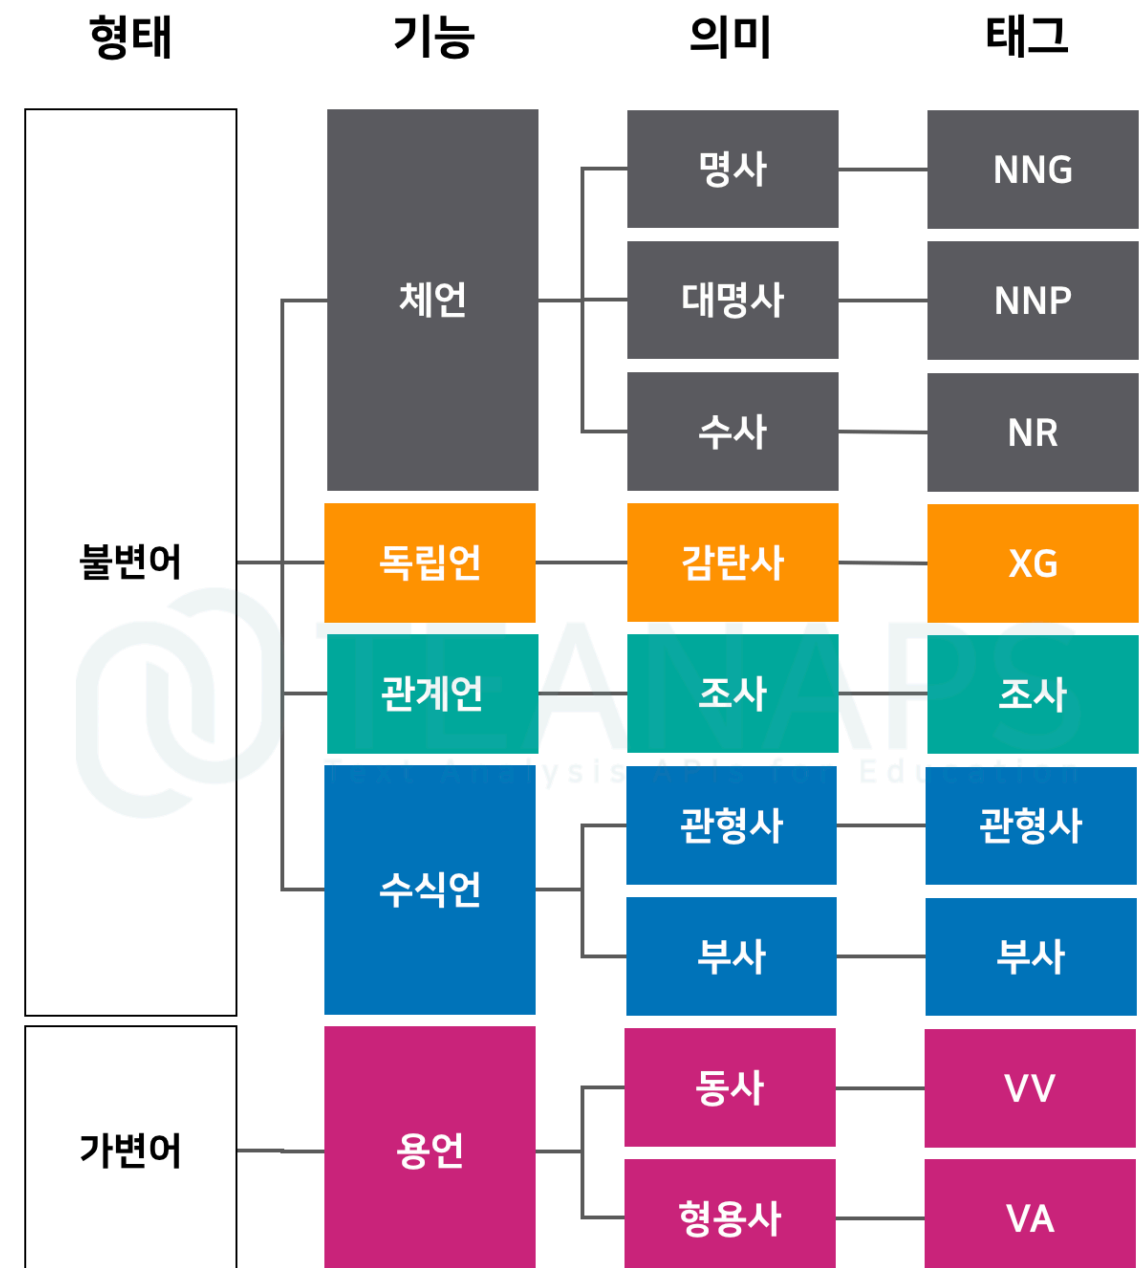 형태 기능 의미 태그
명사 NNG
체언 대명사 NNP
수사 NR
불변어 독립언 감탄사 XG
TEANAPS
관계언 조사 조사
Text Analysis APIs for Education
관형사 관형사
수식언
부사 부사
동사 VV
가변어 용언
형용사 VA